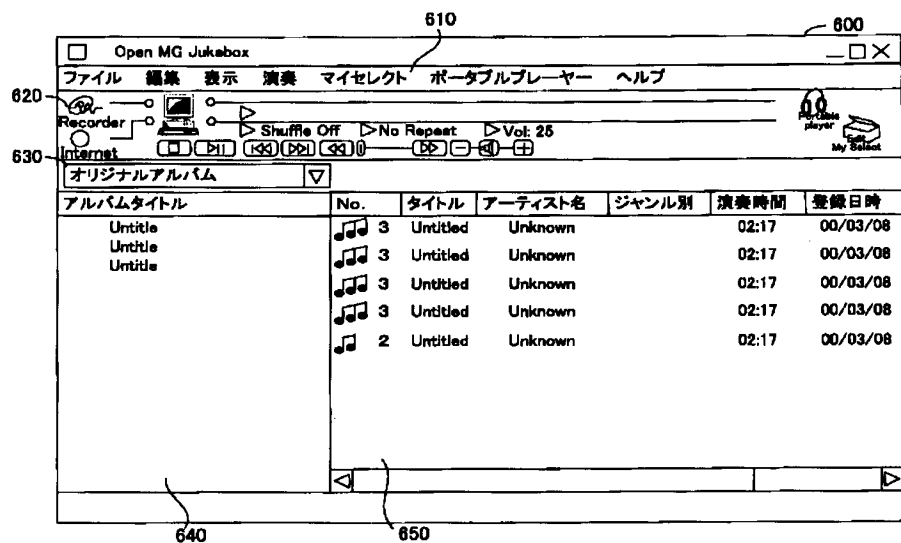 610
600
Open MG Jukebox
ファイル 編集 表示 演奏 マイセレクト ポータブルプレーヤー ヘルプ
620
Recorder
Internet
Shuffle Off No Repeat Vol: 25
Portable player
Edit My Select
630
オリジナルアルバム
アルバムタイトル
Untitle
Untitle
Untitle
No. タイトル アーティスト名 ジャンル別 演奏時間 登録日時
3 Untitled Unknown 02:17 00/03/08
3 Untitled Unknown 02:17 00/03/08
3 Untitled Unknown 02:17 00/03/08
3 Untitled Unknown 02:17 00/03/08
2 Untitled Unknown 02:17 00/03/08
640
650